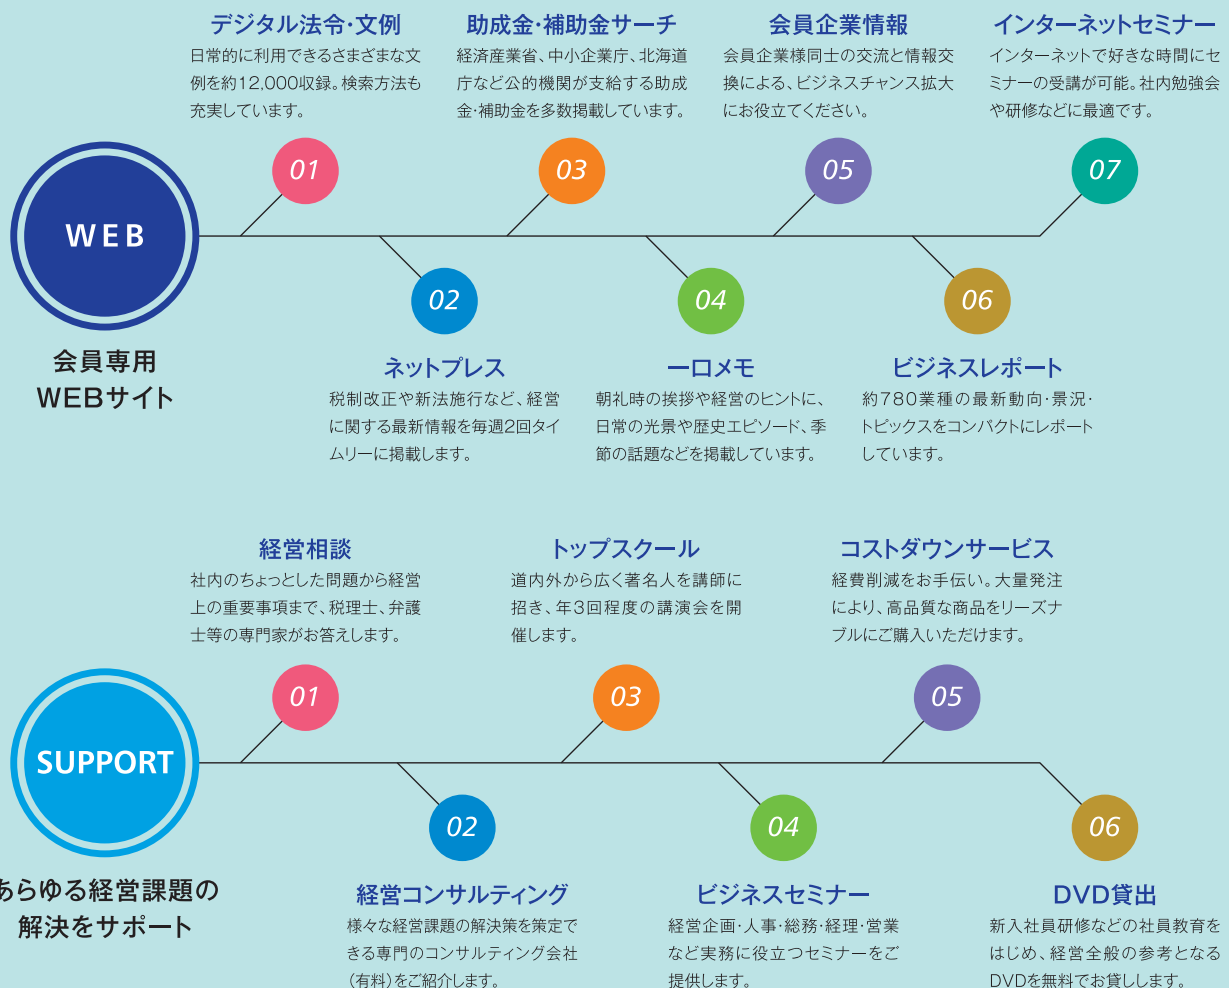 デジタル法令・文例
日常的に利用できるさまざまな文
例を約12,000収録。検索方法も
充実しています。
助成金・補助金サーチ
経済産業省、中小企業庁、北海道
庁など公的機関が支給する助成
金・補助金を多数掲載しています。
会員企業情報
会員企業様同士の交流と情報交
換による、ビジネスチャンス拡大
にお役立てください。
インターネットセミナー
インターネットで好きな時間にセ
ミナーの受講が可能。社内勉強会
や研修などに最適です。
01
03
05
07
WEB
02
04
06
会員専用
WEBサイト
ネットプレス
税制改正や新法施行など、経営
に関する最新情報を毎週2回タイ
ムリーに掲載します。
一口メモ
朝礼時の挨拶や経営のヒントに、
日常の光景や歴史エピソード、季
節の話題などを掲載しています。
ビジネスレポート
約780業種の最新動向・景況・
トピックスをコンパクトにレポート
しています。
経営相談
社内のちょっとした問題から経営
上の重要事項まで、税理士、弁護
士等の専門家がお答えします。
トップスクール
道内外から広く著名人を講師に
招き、年3回程度の講演会を開
催します。
コストダウンサービス
経費削減をお手伝い。大量発注
により、高品質な商品をリーズナ
ブルにご購入いただけます。
01
03
05
SUPPORT
02
04
06
あらゆる経営課題の
解決をサポート
経営コンサルティング
様々な経営課題の解決策を策定で
きる専門のコンサルティング会社
(有料)をご紹介します。
ビジネスセミナー
経営企画・人事・総務・経理・営業
など実務に役立つセミナーをご
提供します。
DVD貸出
新入社員研修などの社員教育を
はじめ、経営全般の参考となる
DVDを無料でお貸しします。